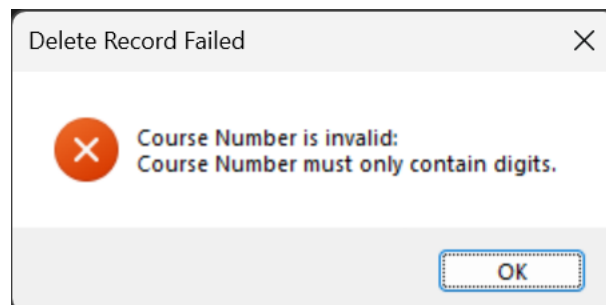 Delete Record Failed
Course Number is invalid:
Course Number must only contain digits.
OK